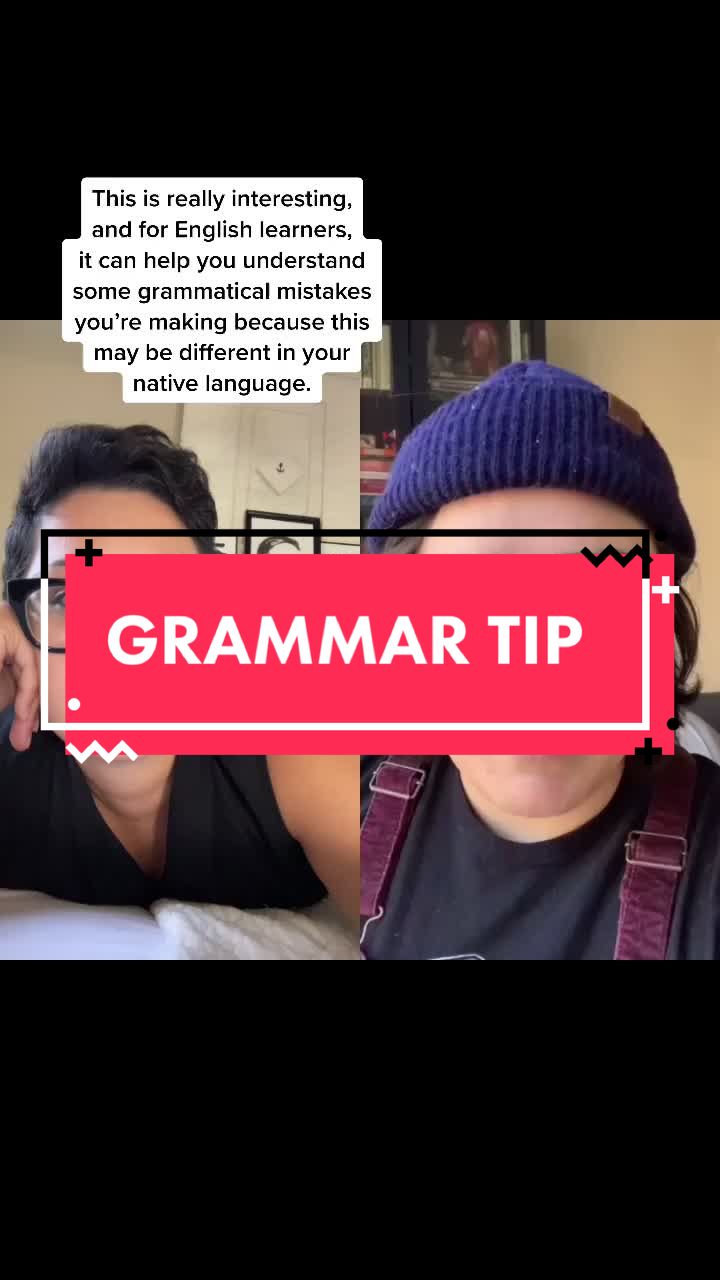 This is really interesting,
and for English learners,
it can help you understand
some grammatical mistakes
you’re making because this
may be different in your
native language.
GRAMMAR TIP